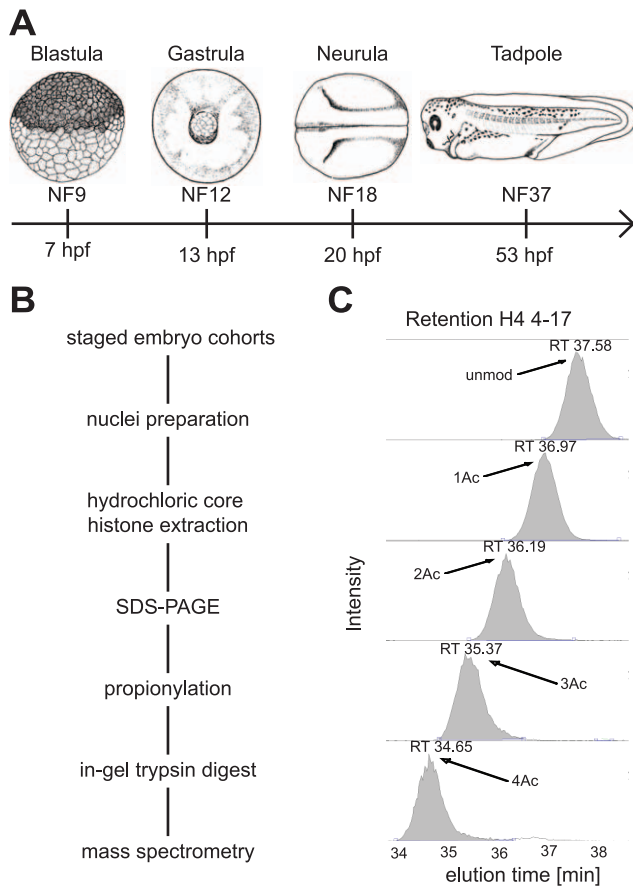 A
Blastula Gastrula Neurula Tadpole
NF9 NF12 NF18 NF37
7 hpf 13 hpf 20 hpf 53 hpf
B
staged embryo cohorts
nuclei preparation
hydrochloric core
histone extraction
SDS-PAGE
propionylation
in-gel trypsin digest
mass spectrometry
C
Retention H4 4-17
RT 37.58
unmod
RT 36.97
1Ac
RT 36.19
2Ac
RT 35.37
3Ac
RT 34.65
4Ac
Intensity
34 35 36 37 38
elution time [min]